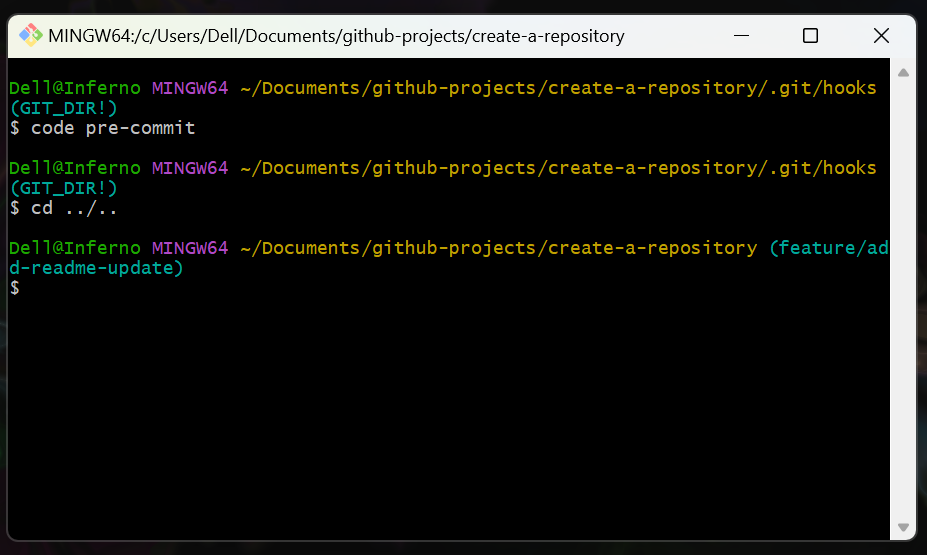 MINGW64:/c/Users/Dell/Documents/github-projects/create-a-repository
Dell@Inferno MINGW64 ~/Documents/github-projects/create-a-repository/.git/hooks
(GIT_DIR!)
$ code pre-commit
Dell@Inferno MINGW64 ~/Documents/github-projects/create-a-repository/.git/hooks
(GIT_DIR!)
$ cd ../..
Dell@Inferno MINGW64 ~/Documents/github-projects/create-a-repository (feature/ad
d-readme-update)
$